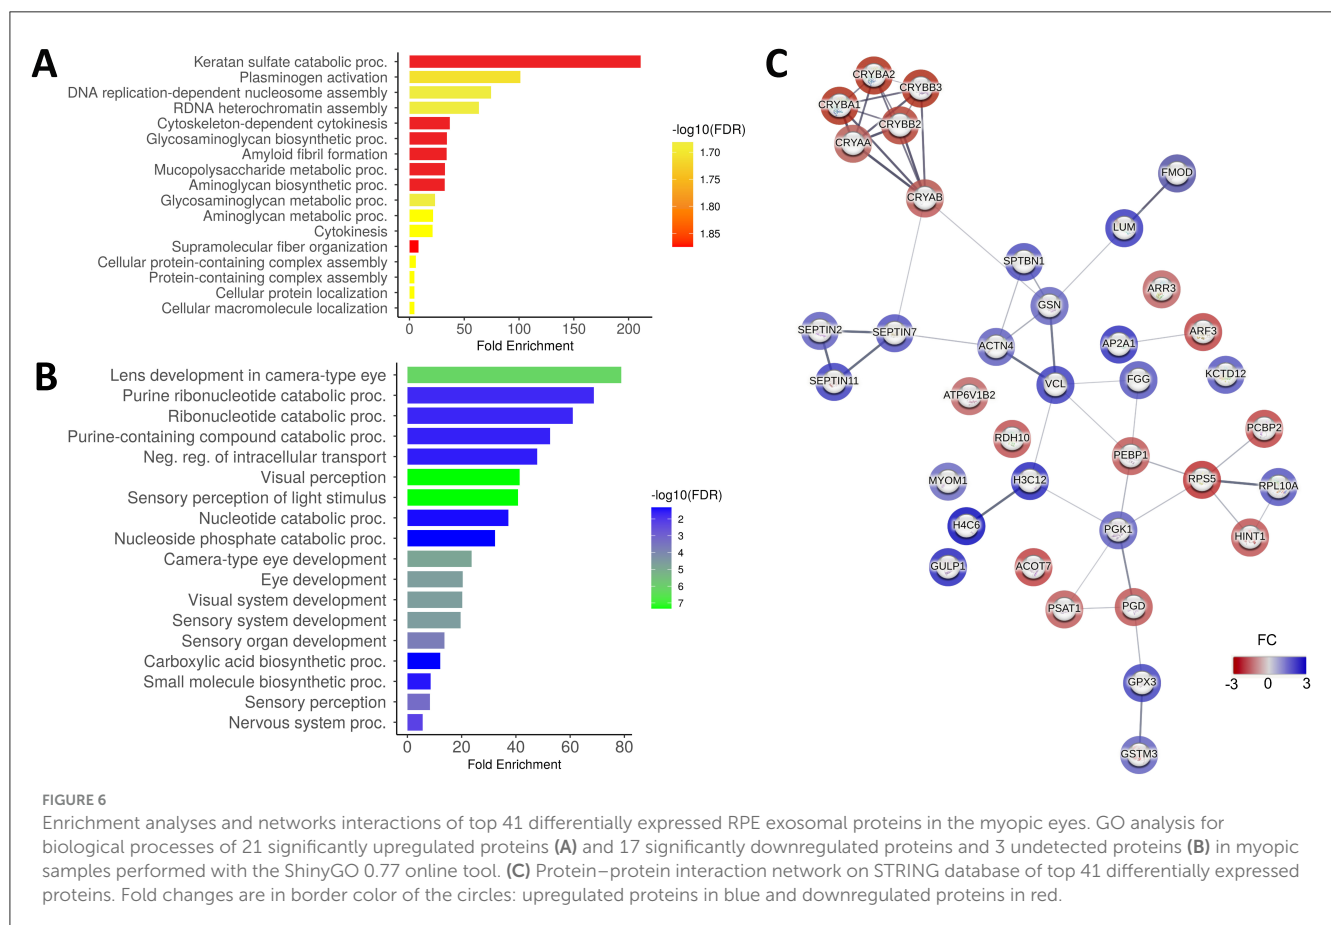 A
Keratan sulfate catabolic proc.
Plasminogen activation
DNA replication-dependent nucleosome assembly
RDNA heterochromatin assembly
Cytoskeleton-dependent cytokinesis
Glycosaminoglycan biosynthetic proc.
Amyloid fibril formation
Mucopolysaccharide metabolic proc.
Aminoglycan biosynthetic proc.
Glycosaminoglycan metabolic proc.
Aminoglycan metabolic proc.
Cytokinesis
Supramolecular fiber organization
Cellular protein-containing complex assembly
Protein-containing complex assembly
Cellular protein localization
Cellular macromolecule localization
0 50 100 150 200
Fold Enrichment
-log10(FDR)
1.70
1.75
1.80
1.85
B
Lens development in camera-type eye
Purine ribonucleotide catabolic proc.
Ribonucleotide catabolic proc.
Purine-containing compound catabolic proc.
Neg. reg. of intracellular transport
Visual perception
Sensory perception of light stimulus
Nucleotide catabolic proc.
Nucleoside phosphate catabolic proc.
Camera-type eye development
Eye development
Visual system development
Sensory system development
Sensory organ development
Carboxylic acid biosynthetic proc.
Small molecule biosynthetic proc.
Sensory perception
Nervous system proc.
0 20 40 60 80
Fold Enrichment
-log10(FDR)
2
3
4
5
6
7
C
CRYBA2
CRYBB3
CRYBA1
CRYBB2
CRYAA
CRYAB
FMOD
LUM
SPTBN1
ARR3
GSN
SEPTIN2
SEPTIN7
ARF3
ACTN4
AP2A1
SEPTIN11
VCL
FGG
KCTD12
ATP6V1B2
PCBP2
RDH10
PEBP1
MYOM1
H3C12
RPS5
RPL10A
H4C6
PGK1
HINT1
GULP1
ACOT7
PSAT1
PGD
GPX3
GSTM3
FC
-3 0 3
FIGURE 6
Enrichment analyses and networks interactions of top 41 differentially expressed RPE exosomal proteins in the myopic eyes. GO analysis for
biological processes of 21 significantly upregulated proteins (A) and 17 significantly downregulated proteins and 3 undetected proteins (B) in myopic
samples performed with the ShinyGO 0.77 online tool. (C) Protein–protein interaction network on STRING database of top 41 differentially expressed
proteins. Fold changes are in border color of the circles: upregulated proteins in blue and downregulated proteins in red.